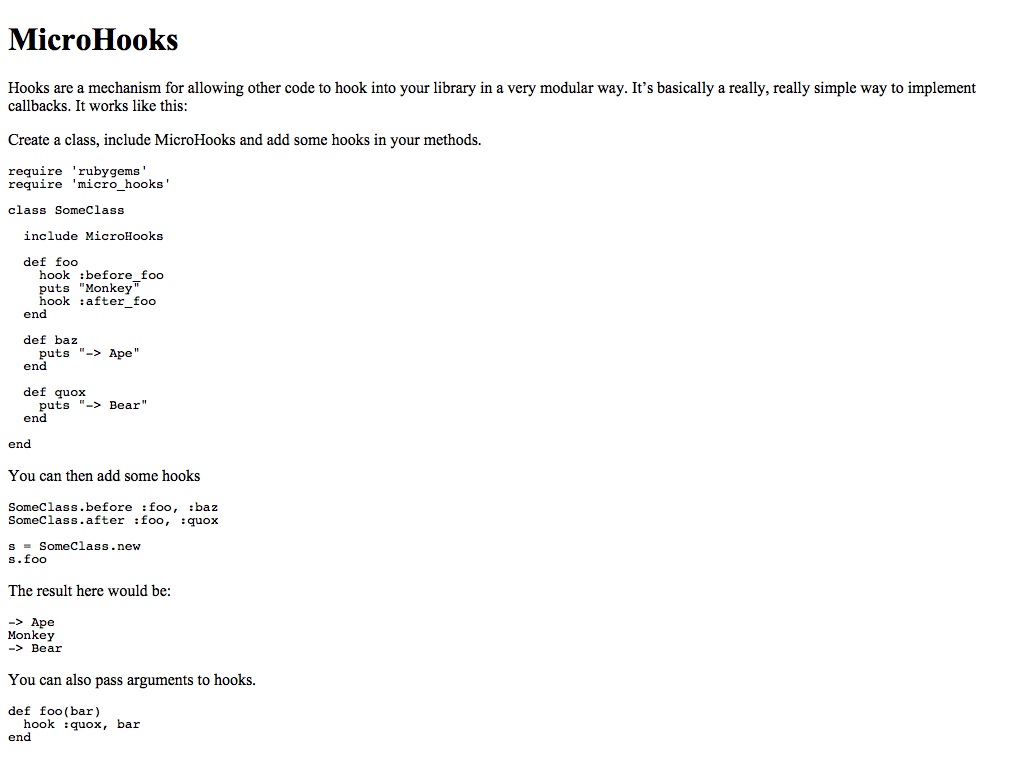 MicroHooks
Hooks are a mechanism for allowing other code to hook into your library in a very modular way. It’s basically a really, really simple way to implement
callbacks. It works like this:
Create a class, include MicroHooks and add some hooks in your methods.
require 'rubygems'
require 'micro_hooks'
class SomeClass
  include MicroHooks
  def foo
    hook :before_foo
    puts "Monkey"
    hook :after_foo
  end
  def baz
    puts "-> Ape"
  end
  def quox
    puts "-> Bear"
  end
end
You can then add some hooks
SomeClass.before :foo, :baz
SomeClass.after :foo, :quox
s = SomeClass.new
s.foo
The result here would be:
-> Ape
Monkey
-> Bear
You can also pass arguments to hooks.
def foo(bar)
  hook :quox, bar
end